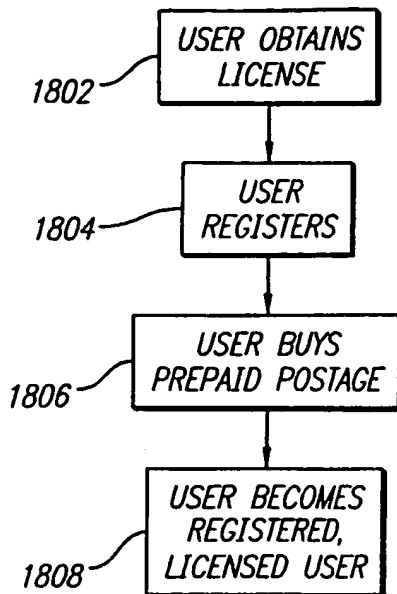 USER OBTAINS
LICENSE
1802
USER
REGISTERS
1804
USER BUYS
PREPAID POSTAGE
1806
USER BECOMES
REGISTERED,
LICENSED USER
1808